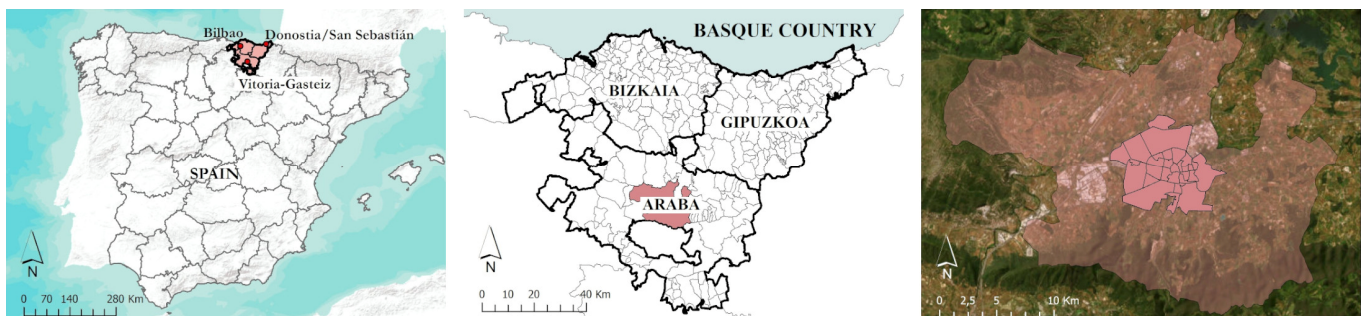 Bilbao
Donostia/San Sebastián
Vitoria-Gasteiz
SPAIN
N
0 70 140 280 Km
BASQUE COUNTRY
BIZKAIA
GIPUZKOA
ARABA
N
0 10 20 40 Km
N
0 2,5 5 10 Km